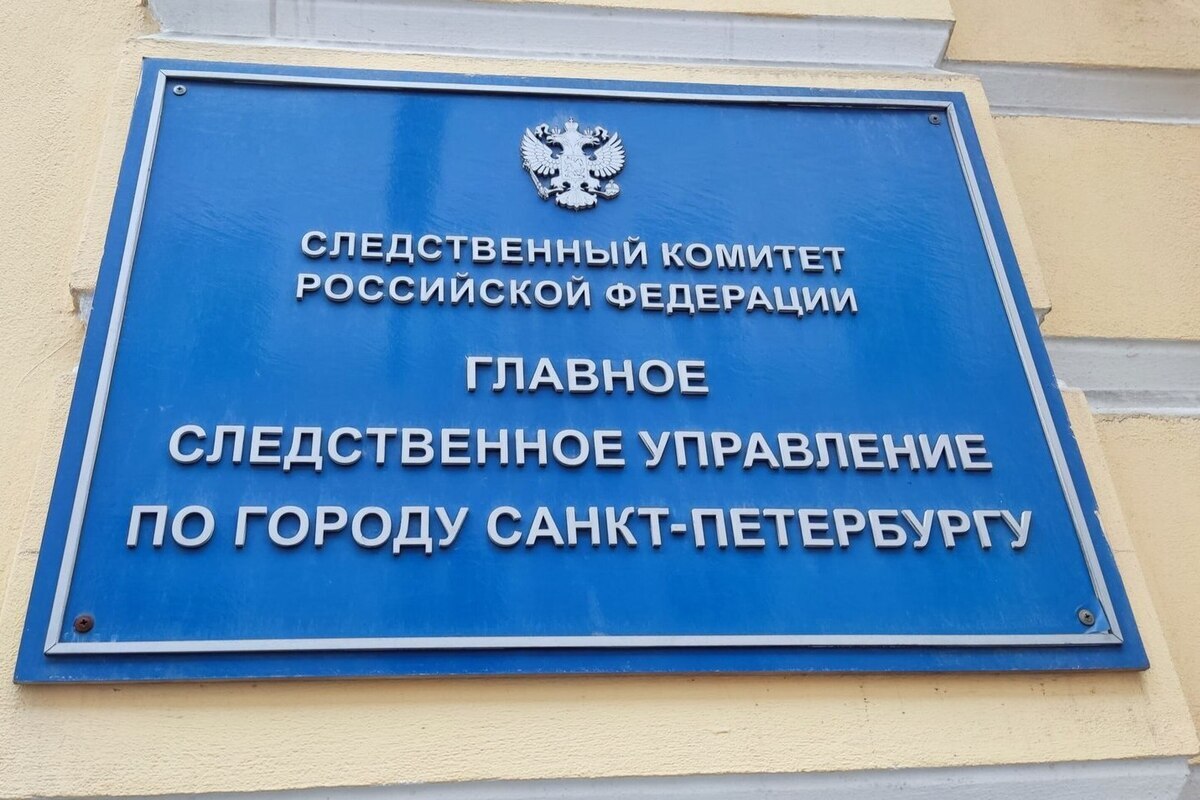 СЛЕДСТВЕННЫЙ КОМИТЕТ
РОССИЙСКОЙ ФЕДЕРАЦИИ
ГЛАВНОЕ
СЛЕДСТВЕННОЕ УПРАВЛЕНИЕ
ПО ГОРОДУ САНКТ-ПЕТЕРБУРГУ